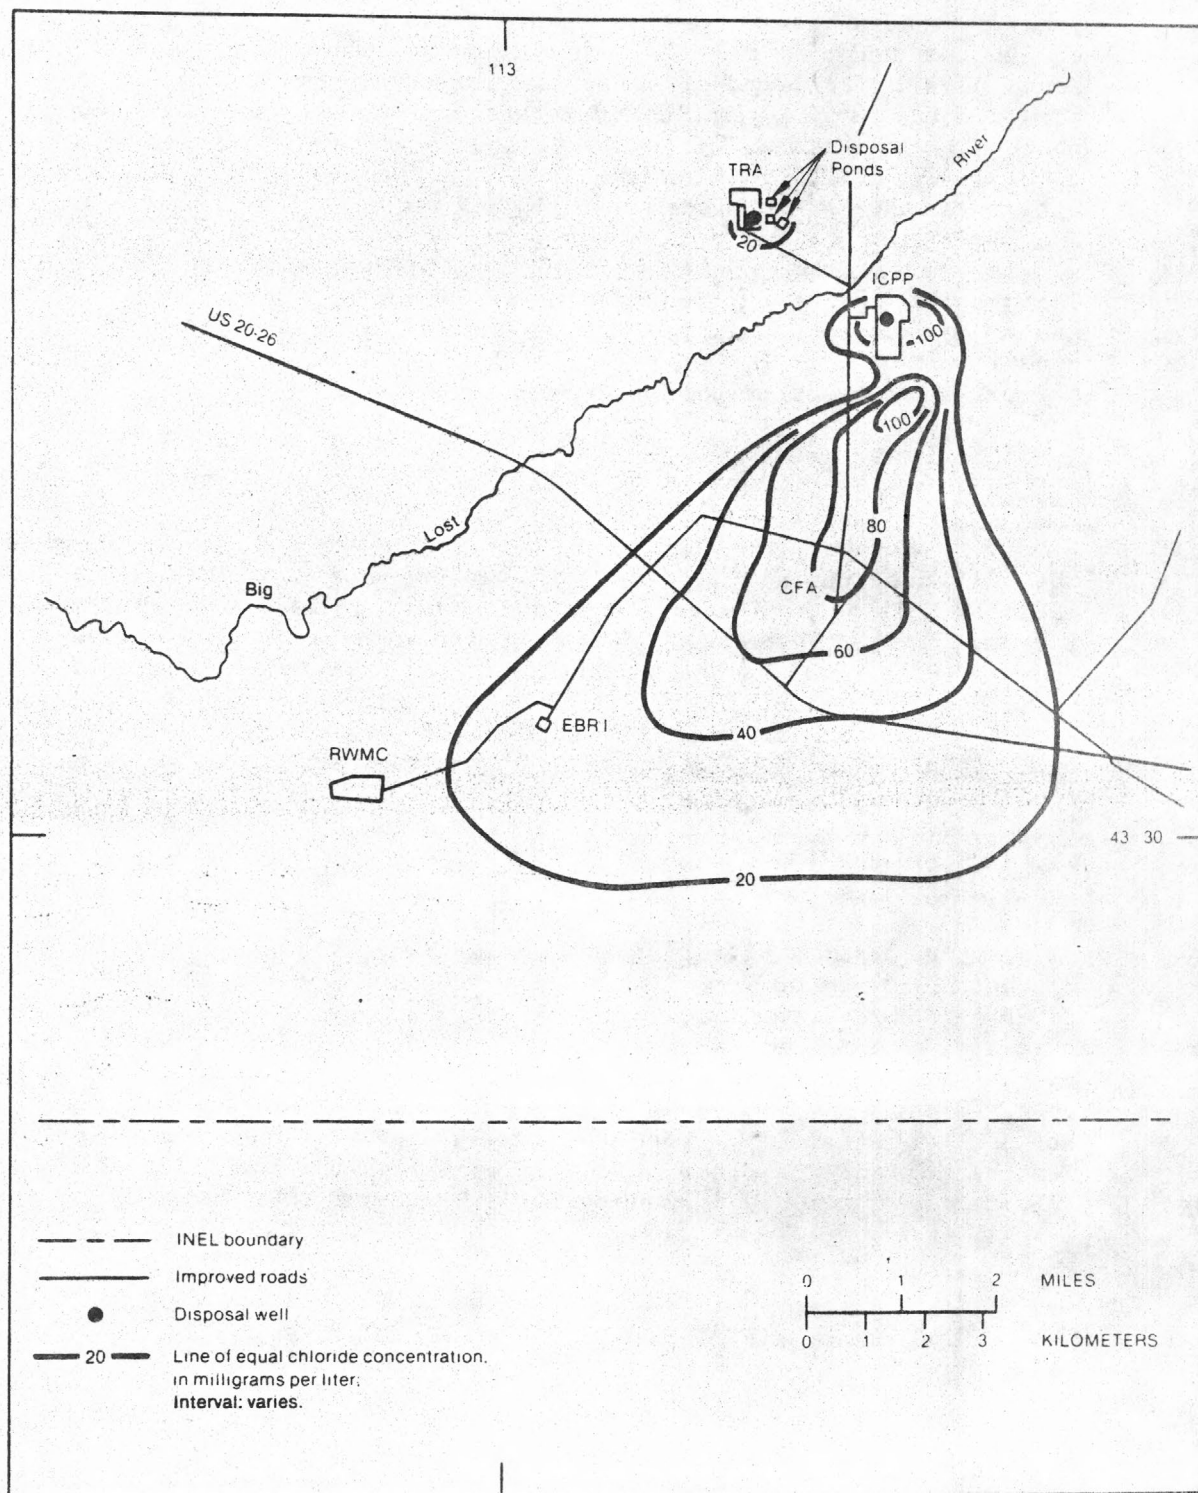 113
Disposal
Ponds
River
TRA
20
ICPP
100
US 20-26
100
Lost
80
Big
CFA
60
EBR I
40
RWMC
43 30
20
INEL boundary
Improved roads
Disposal well
20 Line of equal chloride concentration.
in milligrams per liter;
Interval: varies.
0 1 2 MILES
0 1 2 3 KILOMETERS